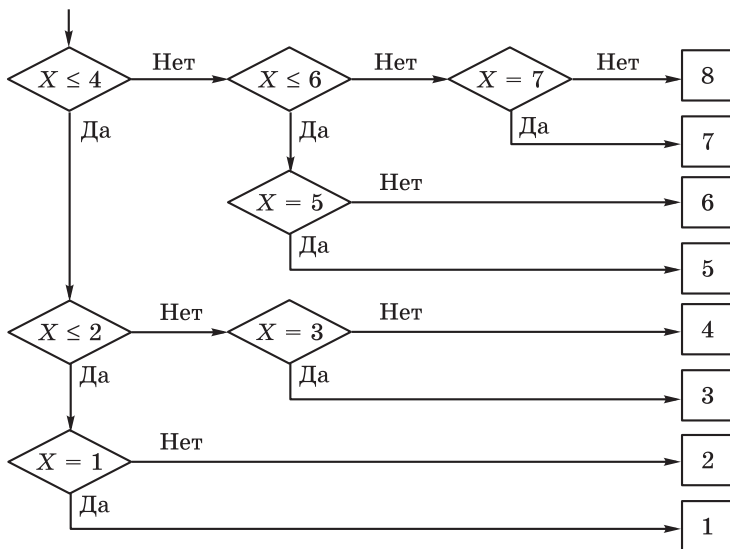 X ≤ 4 Нет X ≤ 6 Нет X = 7 Нет 8
Да Да Да 7
X = 5 Нет 6
Да 5
X ≤ 2 Нет X = 3 Нет 4
Да Да 3
X = 1 Нет 2
Да 1